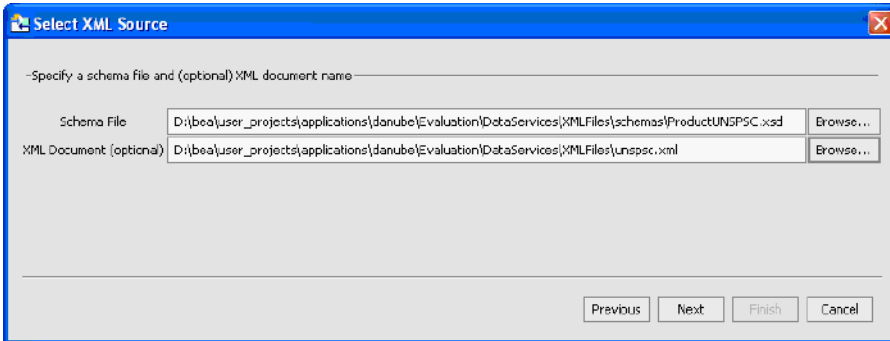 Select XML Source
Specify a schema file and (optional) XML document name
Schema File D:\bea\user_projects\applications\danube\Evaluation\DataServices\XMLFiles\schemas\ProductUNSPSC.xsd Browse...
XML Document (optional) D:\bea\user_projects\applications\danube\Evaluation\DataServices\XMLFiles\unspsc.xml Browse...
Previous Next Finish Cancel